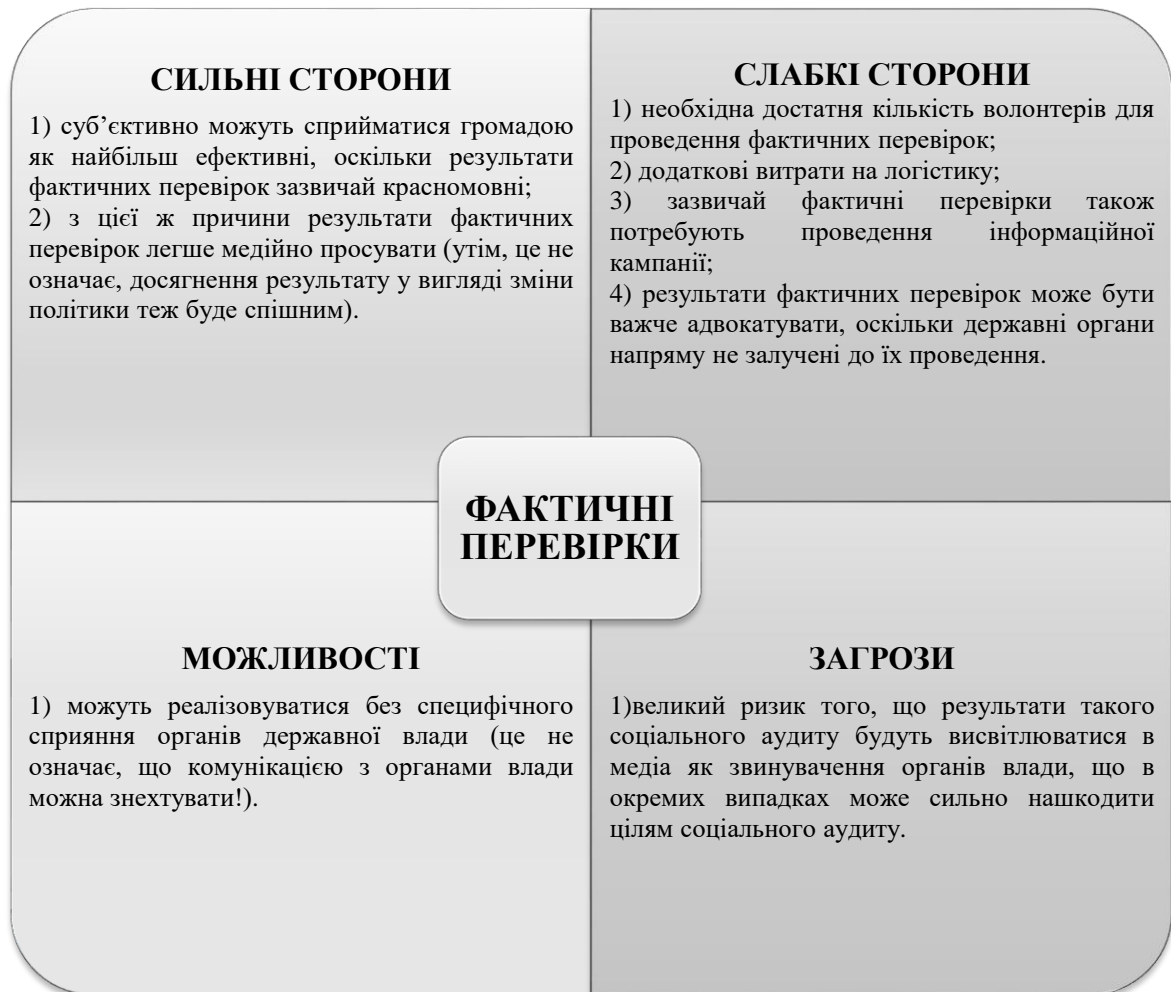 СИЛЬНІ СТОРОНИ
1) суб’єктивно можуть сприйматися громадою
як найбільш ефективні, оскільки результати
фактичних перевірок зазвичай красномовні;
2) з цієї ж причини результати фактичних
перевірок легше медійно просувати (утім, це не
означає, досягнення результату у вигляді зміни
політики теж буде спішним).
СЛАБКІ СТОРОНИ
1) необхідна достатня кількість волонтерів для
проведення фактичних перевірок;
2) додаткові витрати на логістику;
3) зазвичай фактичні перевірки також
потребують проведення інформаційної
кампанії;
4) результати фактичних перевірок може бути
важче адвокатувати, оскільки державні органи
напряму не залучені до їх проведення.
ФАКТИЧНІ
ПЕРЕВІРКИ
МОЖЛИВОСТІ
1) можуть реалізовуватися без специфічного
сприяння органів державної влади (це не
означає, що комунікацією з органами влади
можна знехтувати!).
ЗАГРОЗИ
1)великий ризик того, що результати такого
соціального аудиту будуть висвітлюватися в
медіа як звинувачення органів влади, що в
окремих випадках може сильно нашкодити
цілям соціального аудиту.